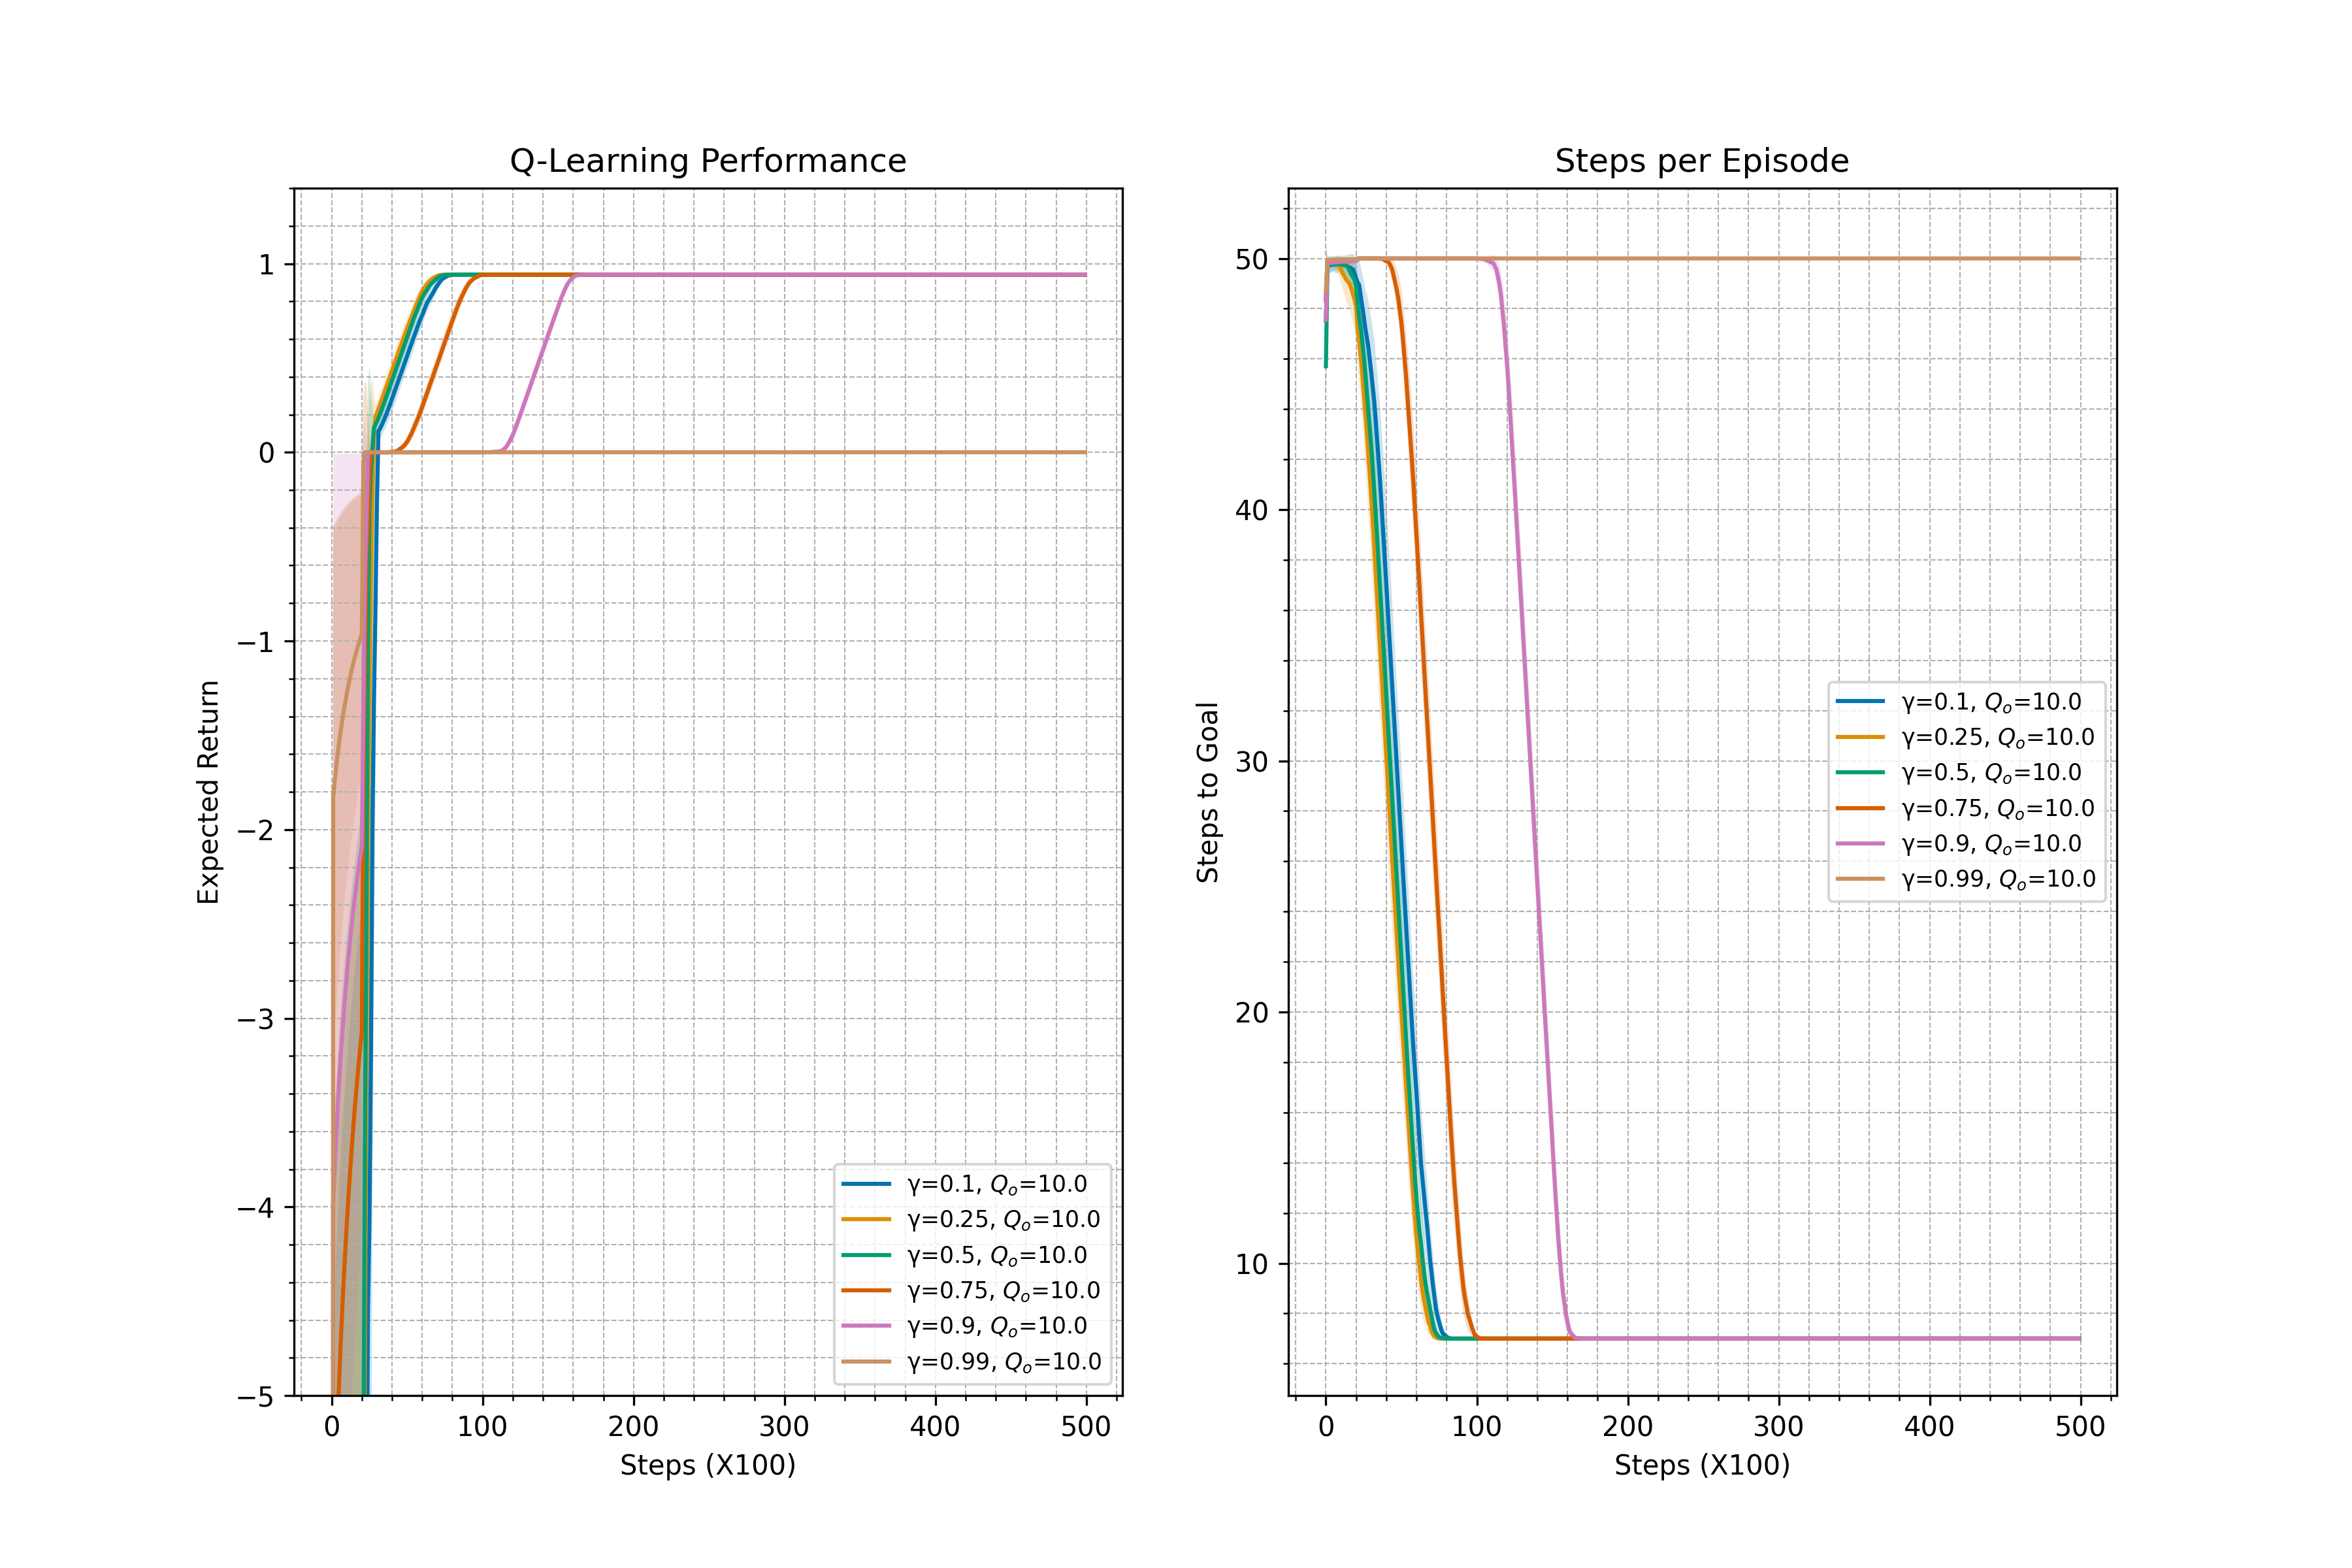 Q-Learning Performance
1
0
−1
−2
−3
−4
−5
Expected Return
0 100 200 300 400 500
Steps (X100)
γ=0.1, Qo=10.0
γ=0.25, Qo=10.0
γ=0.5, Qo=10.0
γ=0.75, Qo=10.0
γ=0.9, Qo=10.0
γ=0.99, Qo=10.0
Steps per Episode
50
40
30
20
10
Steps to Goal
0 100 200 300 400 500
Steps (X100)
γ=0.1, Qo=10.0
γ=0.25, Qo=10.0
γ=0.5, Qo=10.0
γ=0.75, Qo=10.0
γ=0.9, Qo=10.0
γ=0.99, Qo=10.0